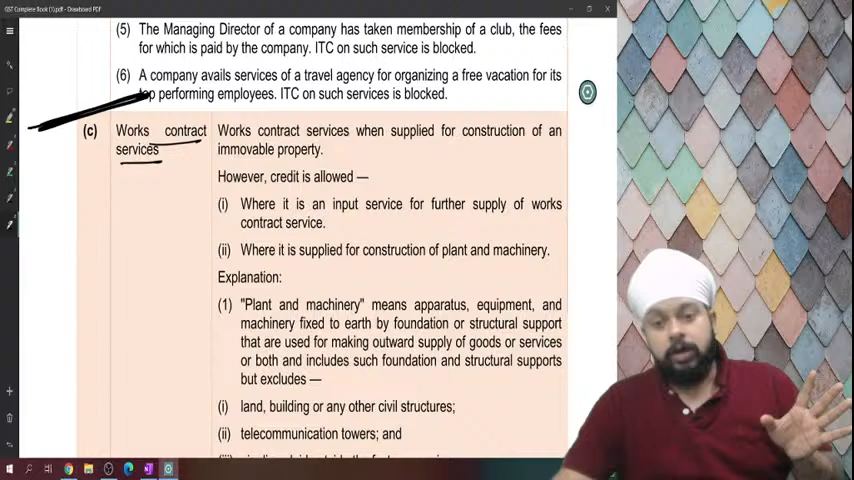 GST Complete Book (1).pdf - Drawboard PDF
(5) The Managing Director of a company has taken membership of a club, the fees
for which is paid by the company. ITC on such service is blocked.
(6) A company avails services of a travel agency for organizing a free vacation for its
top performing employees. ITC on such services is blocked.
(c) Works contract
services
Works contract services when supplied for construction of an
immovable property.
However, credit is allowed —
(i) Where it is an input service for further supply of works
contract service.
(ii) Where it is supplied for construction of plant and machinery.
Explanation:
(1) "Plant and machinery" means apparatus, equipment, and
machinery fixed to earth by foundation or structural support
that are used for making outward supply of goods or services
or both and includes such foundation and structural supports
but excludes —
(i) land, building or any other civil structures;
(ii) telecommunication towers; and